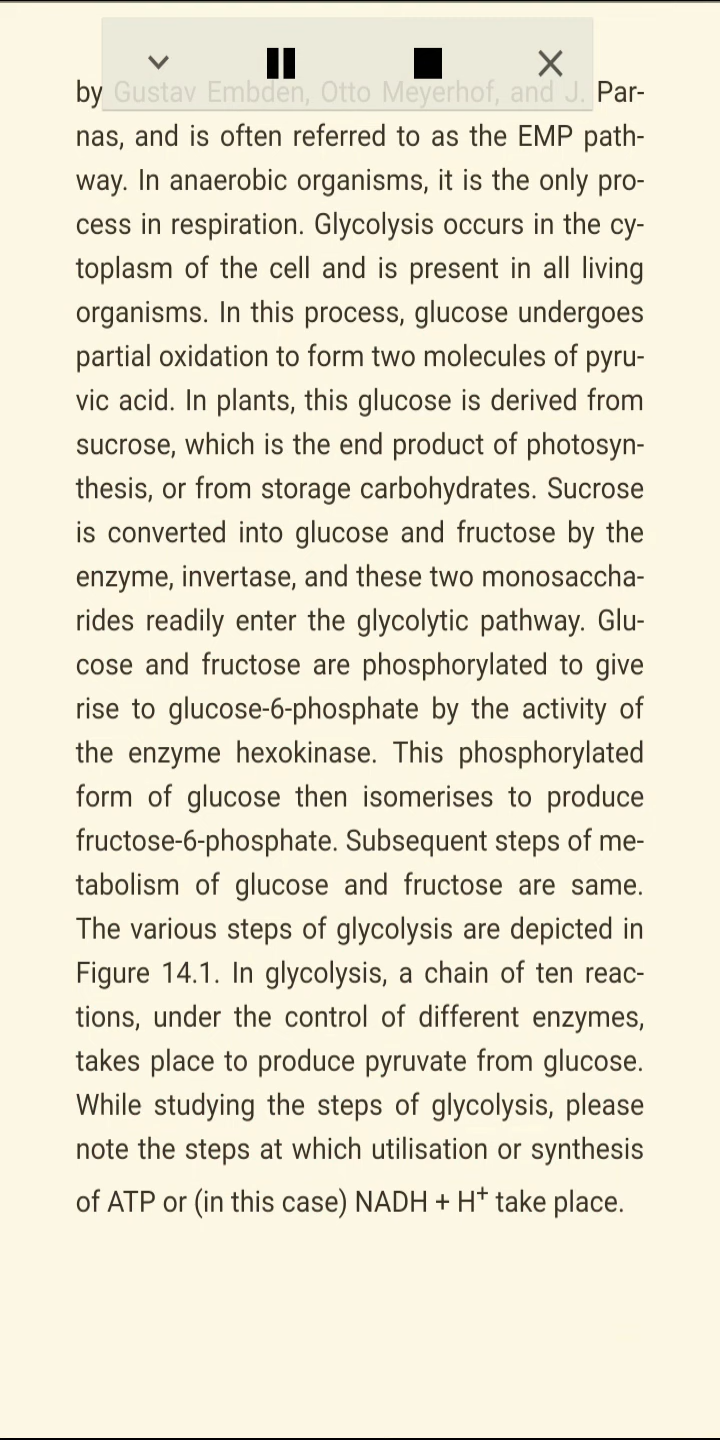 by Gustav Embden, Otto Meyerhof, and J. Par-
nas, and is often referred to as the EMP path-
way. In anaerobic organisms, it is the only pro-
cess in respiration. Glycolysis occurs in the cy-
toplasm of the cell and is present in all living
organisms. In this process, glucose undergoes
partial oxidation to form two molecules of pyru-
vic acid. In plants, this glucose is derived from
sucrose, which is the end product of photosyn-
thesis, or from storage carbohydrates. Sucrose
is converted into glucose and fructose by the
enzyme, invertase, and these two monosaccha-
rides readily enter the glycolytic pathway. Glu-
cose and fructose are phosphorylated to give
rise to glucose-6-phosphate by the activity of
the enzyme hexokinase. This phosphorylated
form of glucose then isomerises to produce
fructose-6-phosphate. Subsequent steps of me-
tabolism of glucose and fructose are same.
The various steps of glycolysis are depicted in
Figure 14.1. In glycolysis, a chain of ten reac-
tions, under the control of different enzymes,
takes place to produce pyruvate from glucose.
While studying the steps of glycolysis, please
note the steps at which utilisation or synthesis
of ATP or (in this case) NADH + H⁺ take place.